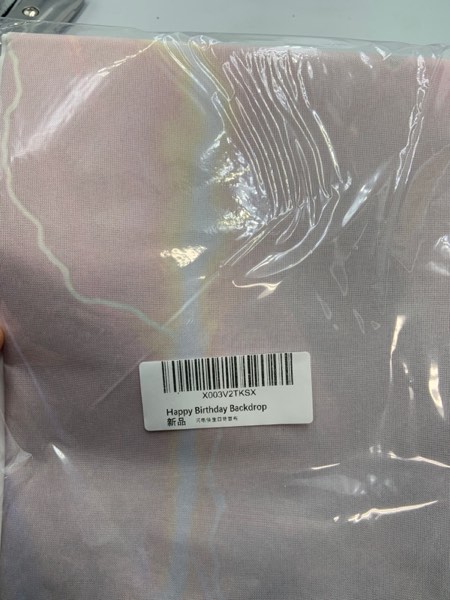 X003V2TKSX
Happy Birthday Backdrop
新品